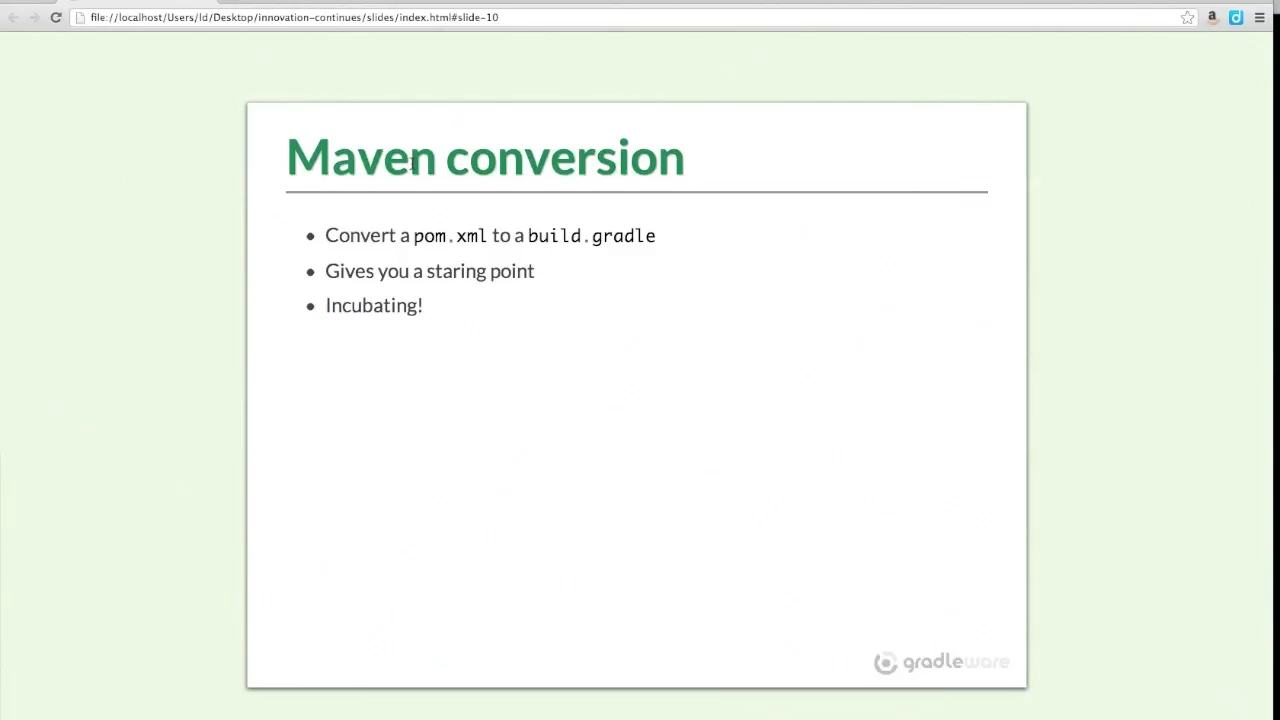 file://localhost/Users/ld/Desktop/innovation-continues/slides/index.html#slide-10
Maven conversion
Convert a pom.xml to a build.gradle
Gives you a staring point
Incubating!
gradleware